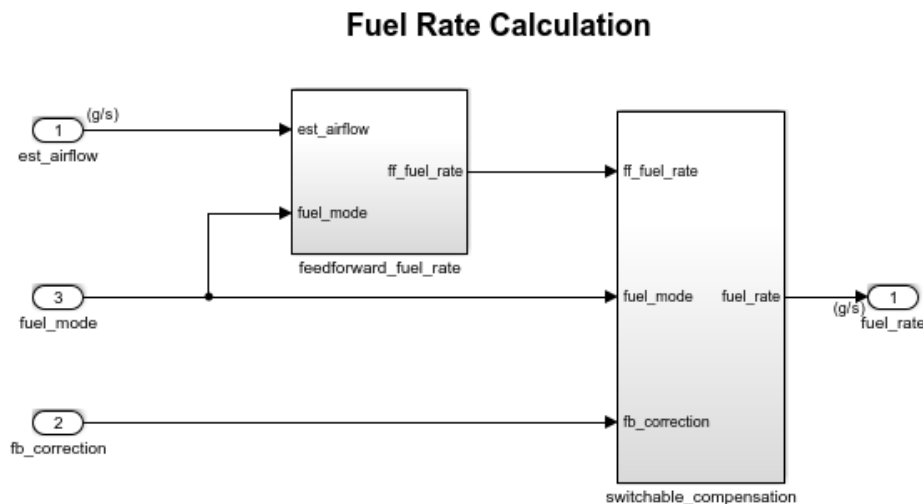 Fuel Rate Calculation
(g/s)
1
est_airflow
est_airflow
ff_fuel_rate
fuel_mode
feedforward_fuel_rate
3
fuel_mode
2
fb_correction
ff_fuel_rate
fuel_mode
fuel_rate
fb_correction
switchable_compensation
(g/s)
1
fuel_rate